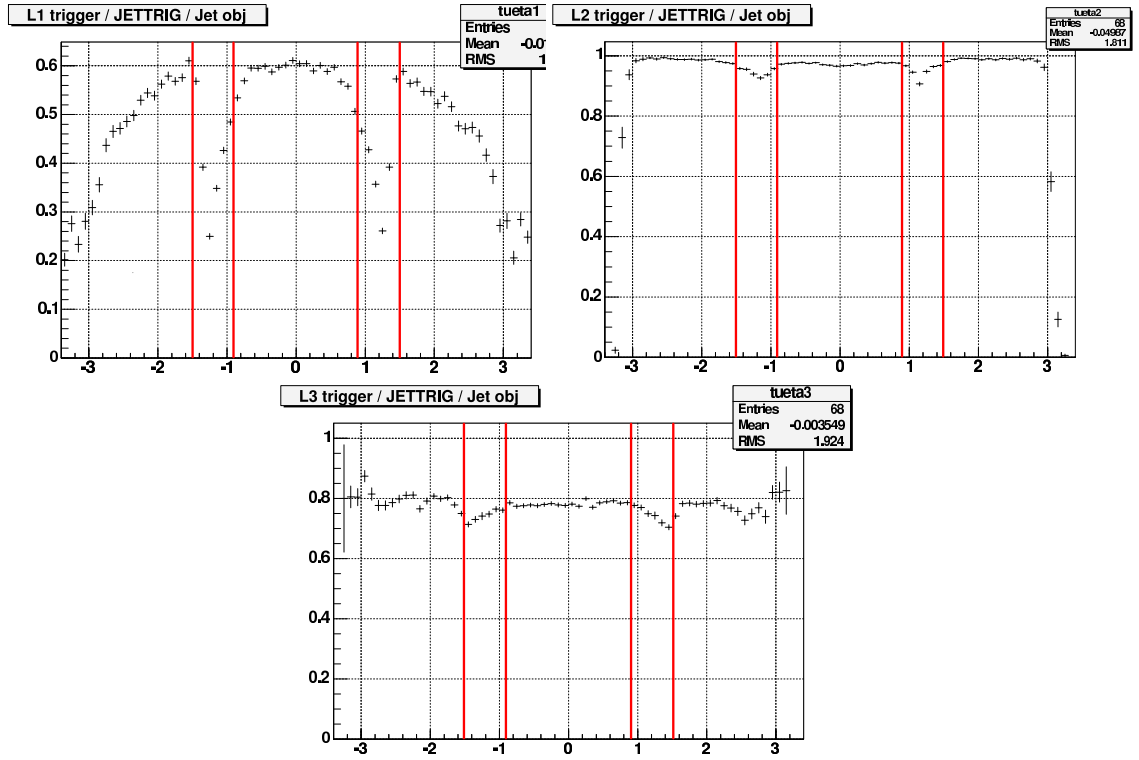 L1 trigger / JETTRIG / Jet obj
tueta1
Entries
Mean -0.0
RMS 1
0.6
0.5
0.4
0.3
0.2
0.1
0
-3 -2 -1 0 1 2 3
L2 trigger / JETTRIG / Jet obj
tueta2
Entries 68
Mean -0.04987
RMS 1.811
1
0.8
0.6
0.4
0.2
0
-3 -2 -1 0 1 2 3
L3 trigger / JETTRIG / Jet obj
tueta3
Entries 68
Mean -0.003549
RMS 1.924
1
0.8
0.6
0.4
0.2
0
-3 -2 -1 0 1 2 3